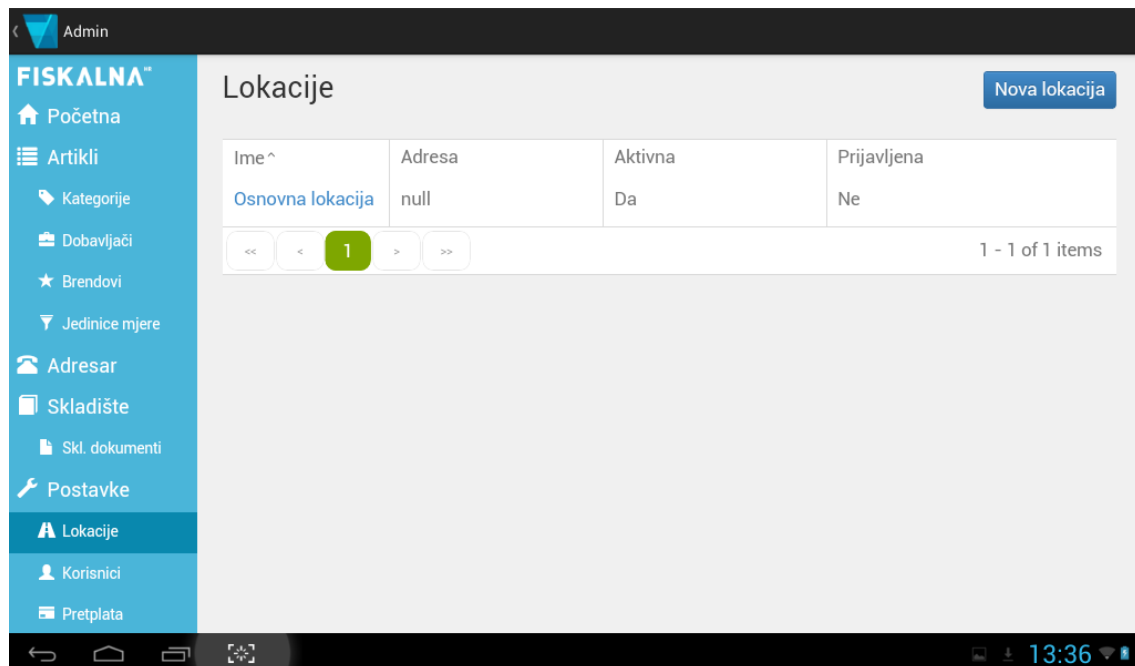 Admin
FISKALNA
Početna
Artikli
Kategorije
Dobavljači
Brendovi
Jedinice mjere
Adresar
Skladište
Skl. dokumenti
Postavke
Lokacije
Korisnici
Pretplata
Lokacije
Nova lokacija
Ime^ Adresa Aktivna Prijavljena
Osnovna lokacija null Da Ne
<< < 1 > >> 1 - 1 of 1 items
13:36